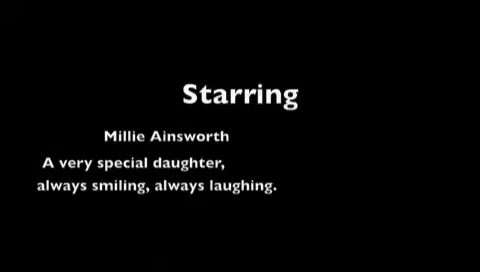 Starring
Millie Ainsworth
A very special daughter,
always smiling, always laughing.